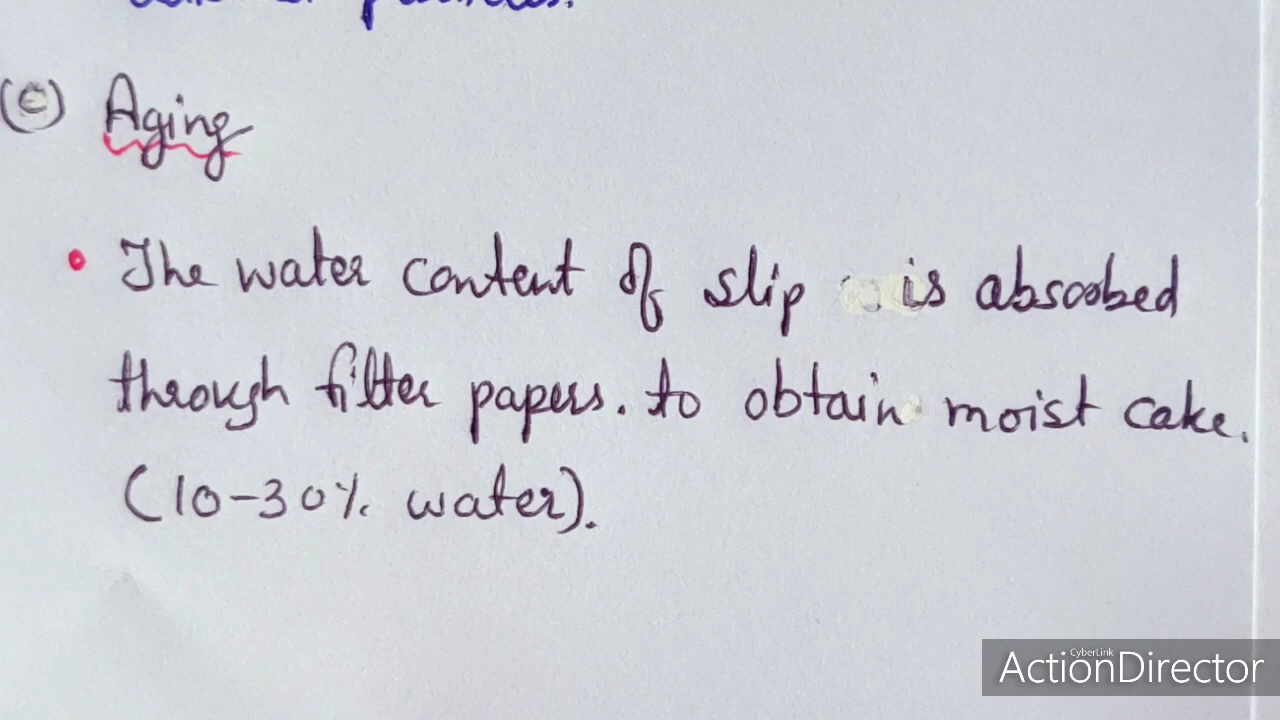 (C) Aging
• The water content of slip is absorbed
through filter papers. to obtain moist cake.
(10-30% water).
CyberLink
ActionDirector